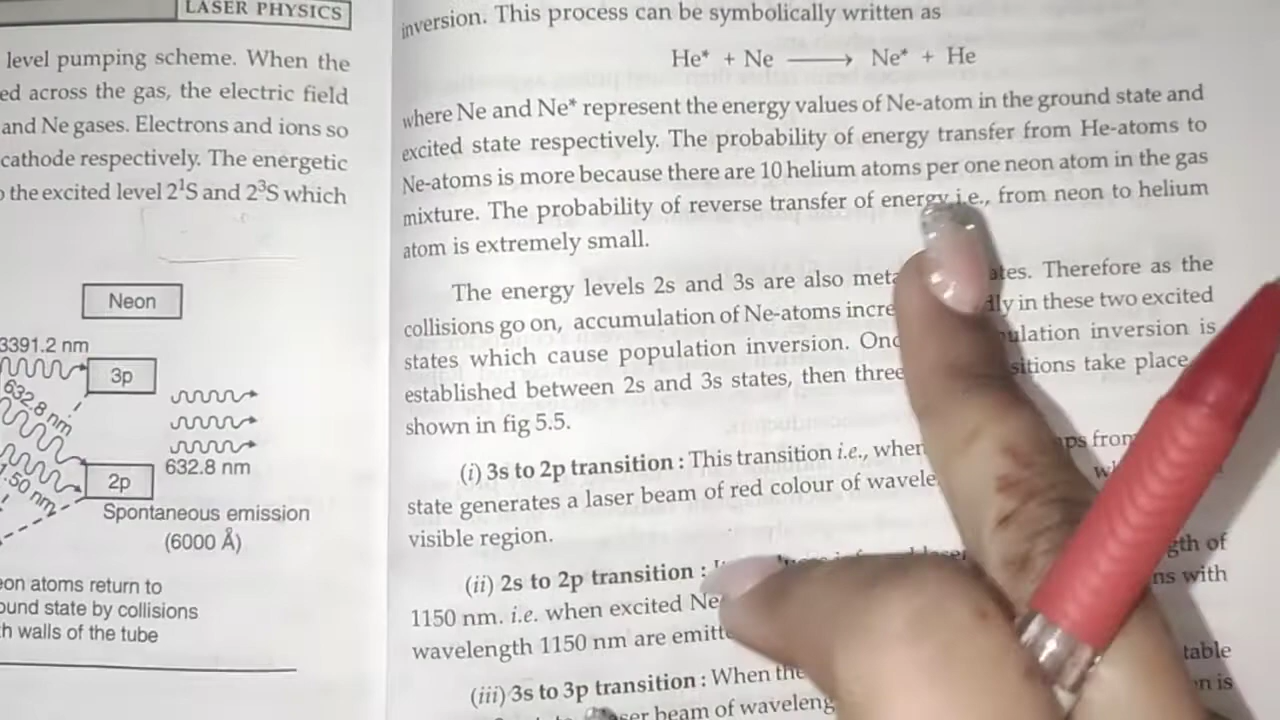 LASER PHYSICS
level pumping scheme. When the
ed across the gas, the electric field
and Ne gases. Electrons and ions so
cathode respectively. The energetic
the excited level 2¹S and 2³S which
Neon
3391.2 nm
3p
632.8 nm
632.8 nm
2p
1.50 nm
Spontaneous emission
(6000 Å)
eon atoms return to
ound state by collisions
h walls of the tube
inversion. This process can be symbolically written as
He* + Ne ⟶ Ne* + He
where Ne and Ne* represent the energy values of Ne-atom in the ground state and
excited state respectively. The probability of energy transfer from He-atoms to
Ne-atoms is more because there are 10 helium atoms per one neon atom in the gas
mixture. The probability of reverse transfer of energy i.e., from neon to helium
atom is extremely small.
The energy levels 2s and 3s are also meta ates. Therefore as the
collisions go on, accumulation of Ne-atoms incre dly in these two excited
states which cause population inversion. Onc ulation inversion is
established between 2s and 3s states, then three sitions take place
shown in fig 5.5.
(i) 3s to 2p transition : This transition i.e., when ps from
state generates a laser beam of red colour of wavele
visible region.
(ii) 2s to 2p transition : gth of
1150 nm. i.e. when excited Ne ns with
wavelength 1150 nm are emitte
(iii) 3s to 3p transition : When the table
ser beam of waveleng n is